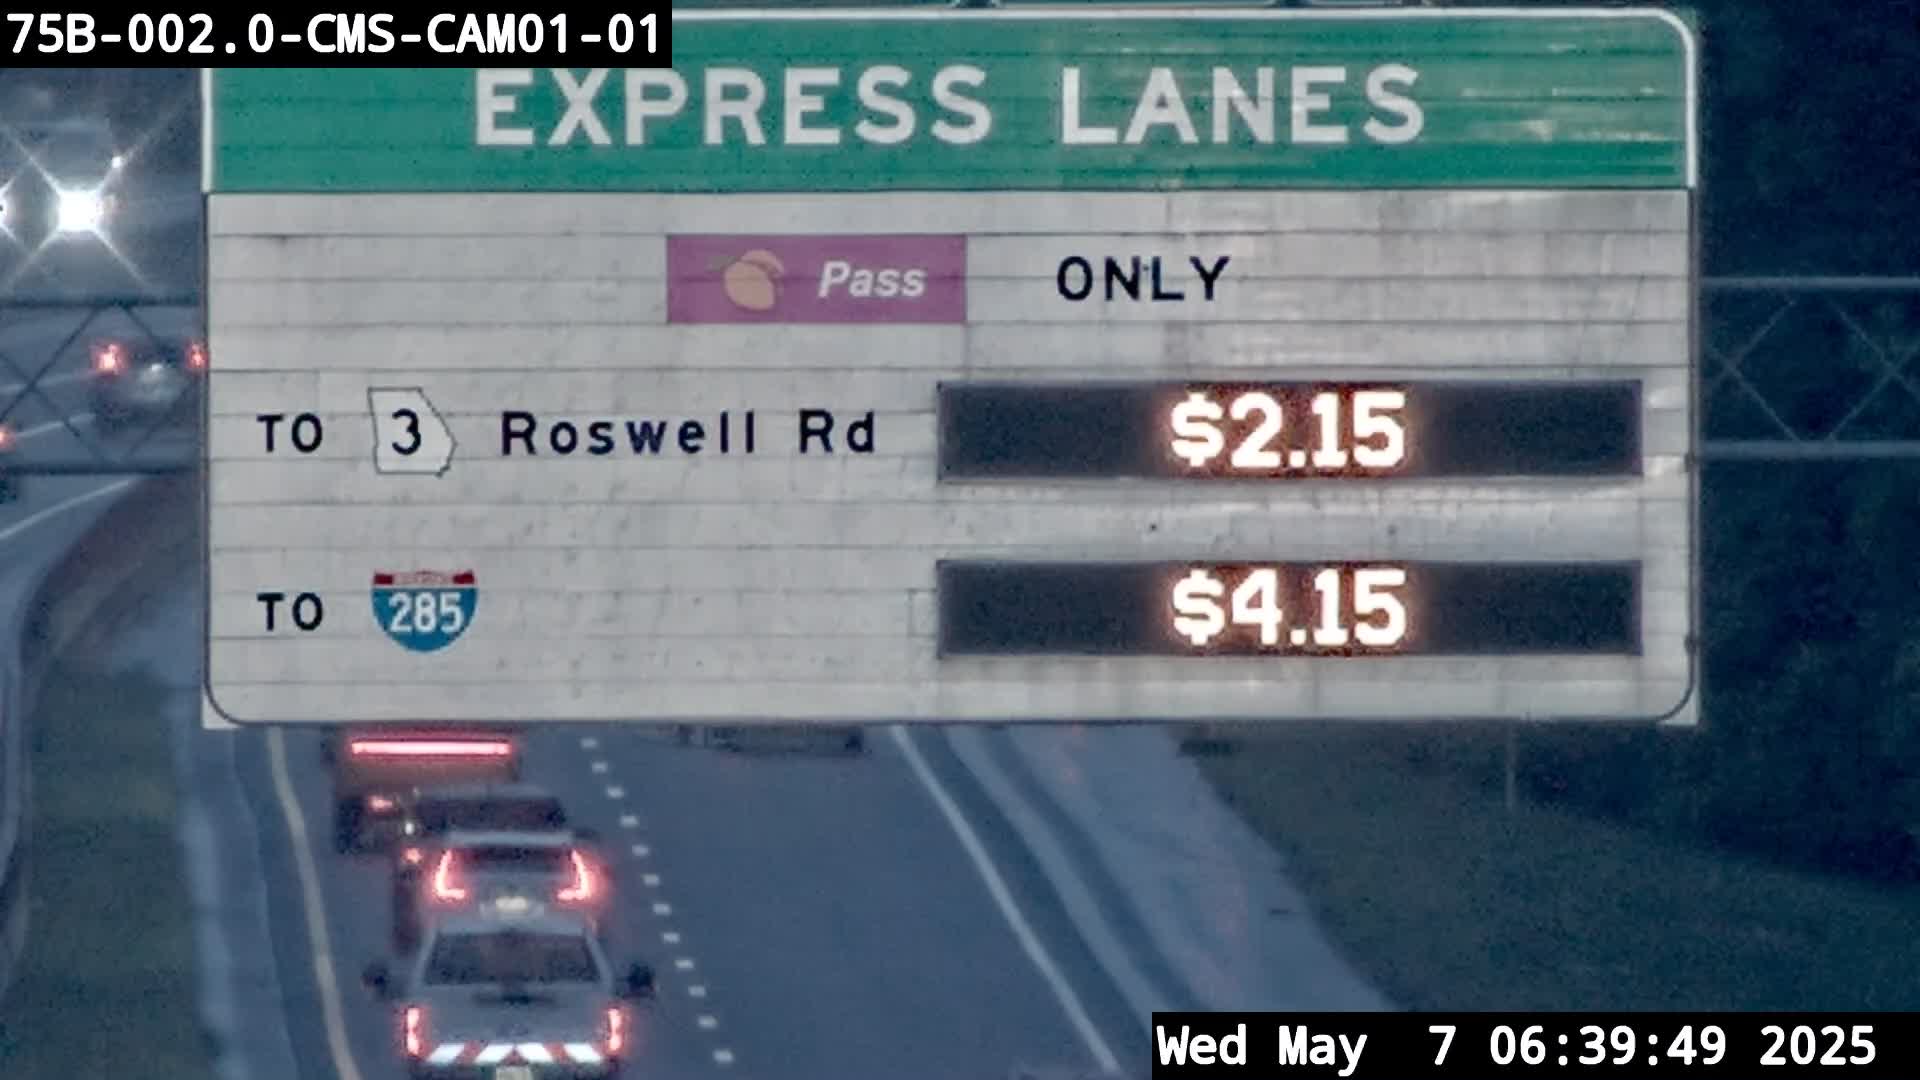 75B-002.0-CMS-CAM01-01
EXPRESS LANES
Pass ONLY
TO 3 Roswell Rd $2.15
TO 285 $4.15
Wed May 7 06:39:49 2025